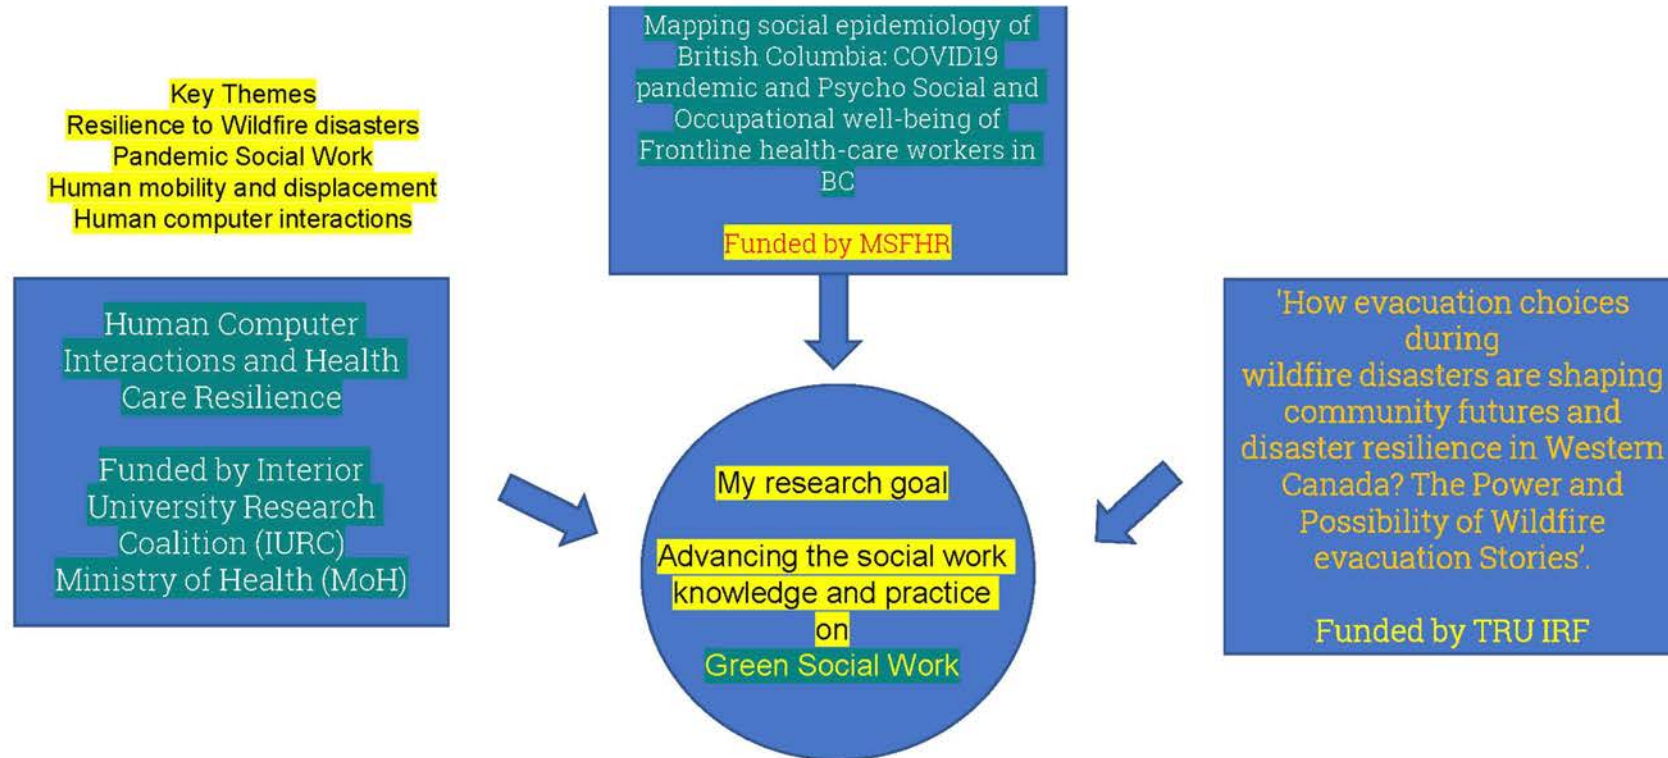 Key Themes
Resilience to Wildfire disasters
Pandemic Social Work
Human mobility and displacement
Human computer interactions
Mapping social epidemiology of
British Columbia: COVID19
pandemic and Psycho Social and
Occupational well-being of
Frontline health-care workers in
BC
Funded by MSFHR
Human Computer
Interactions and Health
Care Resilience
Funded by Interior
University Research
Coalition (IURC)
Ministry of Health (MoH)
My research goal
Advancing the social work
knowledge and practice
on
Green Social Work
'How evacuation choices
during
wildfire disasters are shaping
community futures and
disaster resilience in Western
Canada? The Power and
Possibility of Wildfire
evacuation Stories'.
Funded by TRU IRF